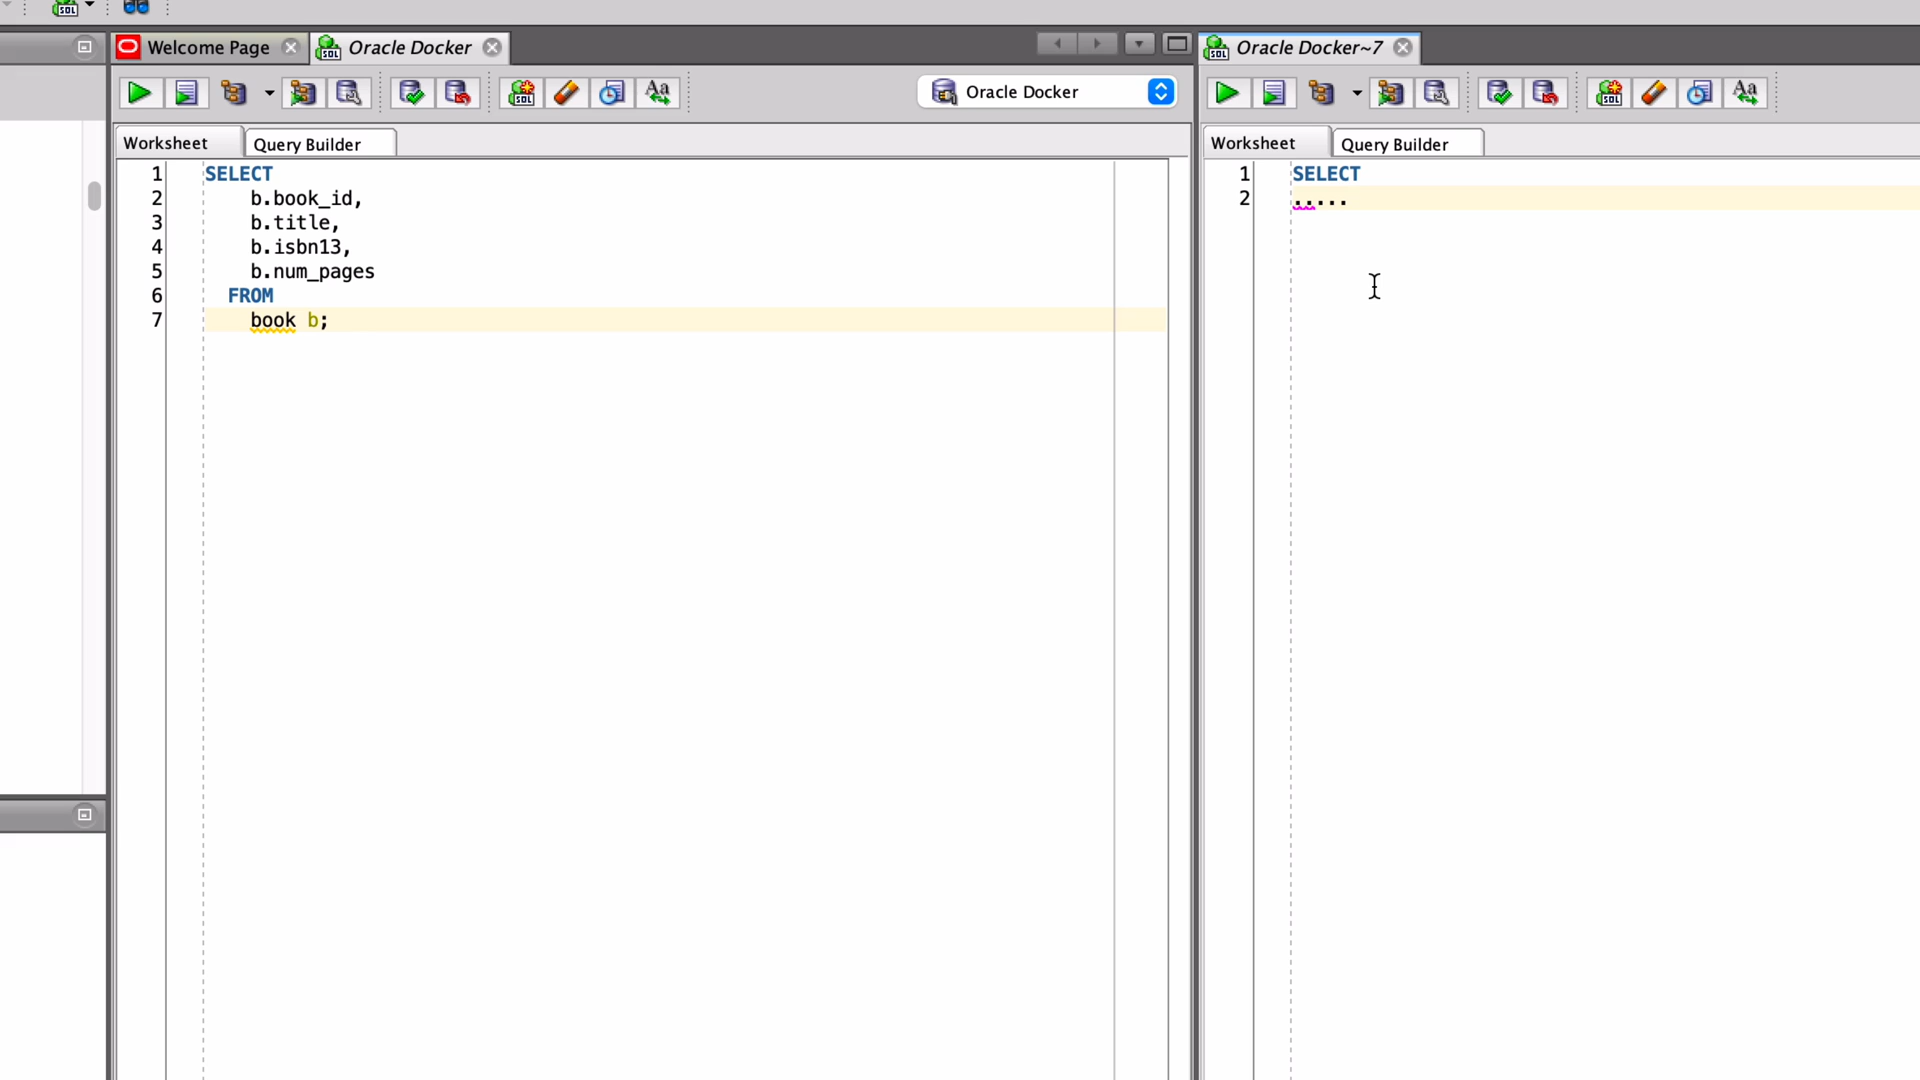 Welcome Page
Oracle Docker
Oracle Docker
Worksheet
Query Builder
1 SELECT
2 b.book_id,
3 b.title,
4 b.isbn13,
5 b.num_pages
6 FROM
7 book b;
Oracle Docker~7
Worksheet
Query Builder
1 SELECT
2 .....